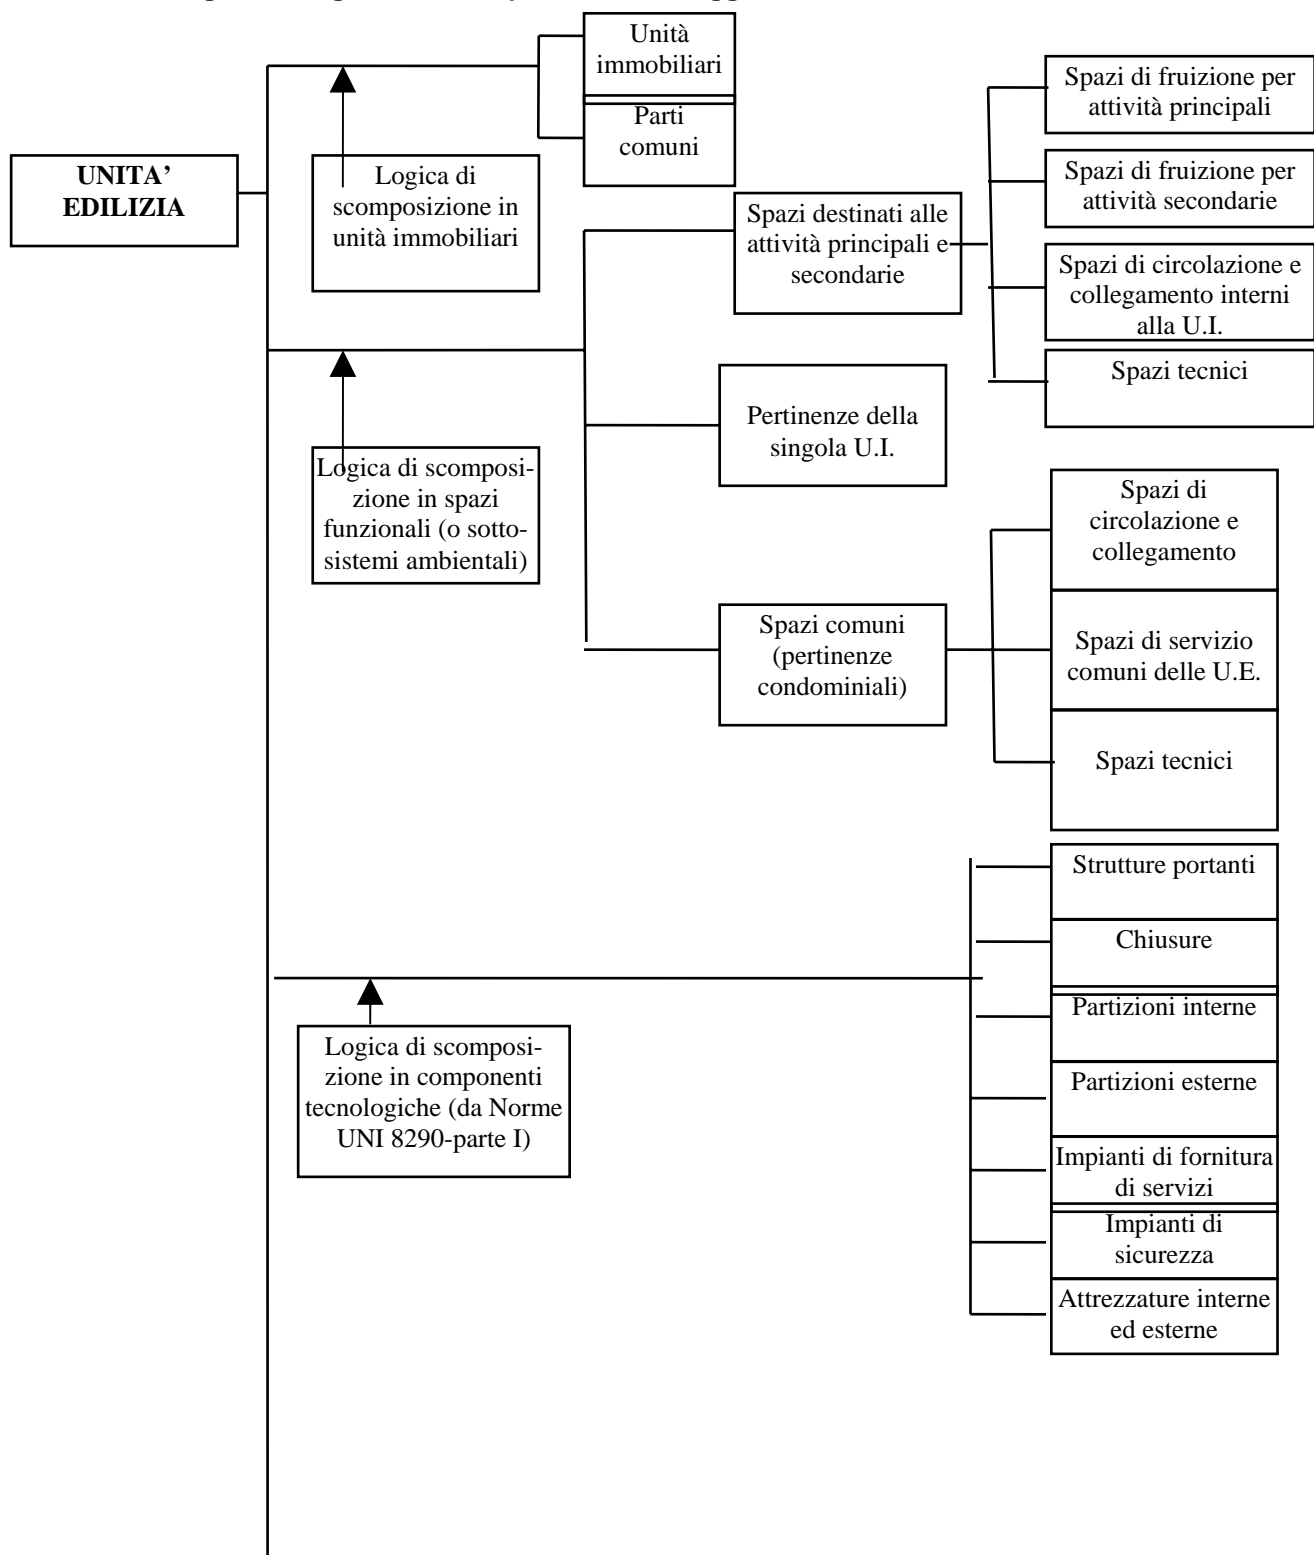 Unità
immobiliari
Parti
comuni
Spazi di fruizione per
attività principali
UNITA’
EDILIZIA
Logica di
scomposizione in
unità immobiliari
Spazi di fruizione per
attività secondarie
Spazi destinati alle
attività principali e
secondarie
Spazi di circolazione e
collegamento interni
alla U.I.
Spazi tecnici
Pertinenze della
singola U.I.
Logica di scomposi-
zione in spazi
funzionali (o sotto-
sistemi ambientali)
Spazi di
circolazione e
collegamento
Spazi comuni
(pertinenze
condominiali)
Spazi di servizio
comuni delle U.E.
Spazi tecnici
Strutture portanti
Chiusure
Partizioni interne
Logica di scomposi-
zione in componenti
tecnologiche (da Norme
UNI 8290-parte I)
Partizioni esterne
Impianti di fornitura
di servizi
Impianti di
sicurezza
Attrezzature interne
ed esterne